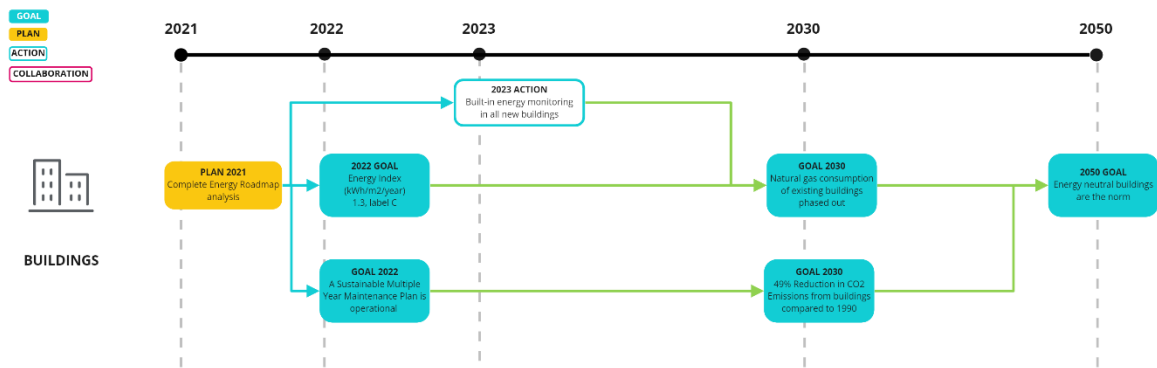 GOAL
PLAN
ACTION
COLLABORATION
2021
2022
2023
2030
2050
2023 ACTION
Built-in energy monitoring
in all new buildings
PLAN 2021
Complete Energy Roadmap
analysis
2022 GOAL
Energy Index
(kWh/m2/year)
1.3, label C
GOAL 2030
Natural gas consumption
of existing buildings
phased out
2050 GOAL
Energy neutral buildings
are the norm
BUILDINGS
GOAL 2022
A Sustainable Multiple
Year Maintenance Plan is
operational
GOAL 2030
49% Reduction in CO2
Emissions from buildings
compared to 1990